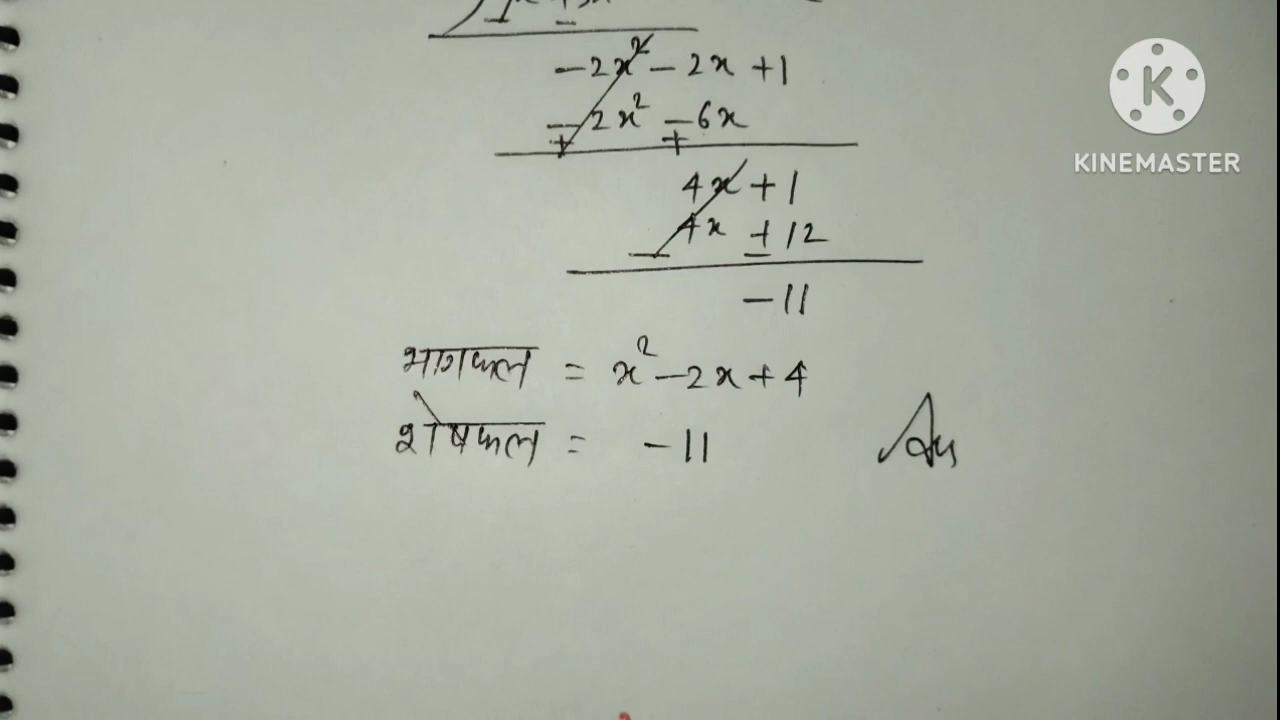 -2x² - 2x + 1
K
-2x² - 6x
+ +
KINEMASTER
4x + 1
4x + 12
- -
-11
भागफल = x² - 2x + 4
शेषफल = -11 Ans